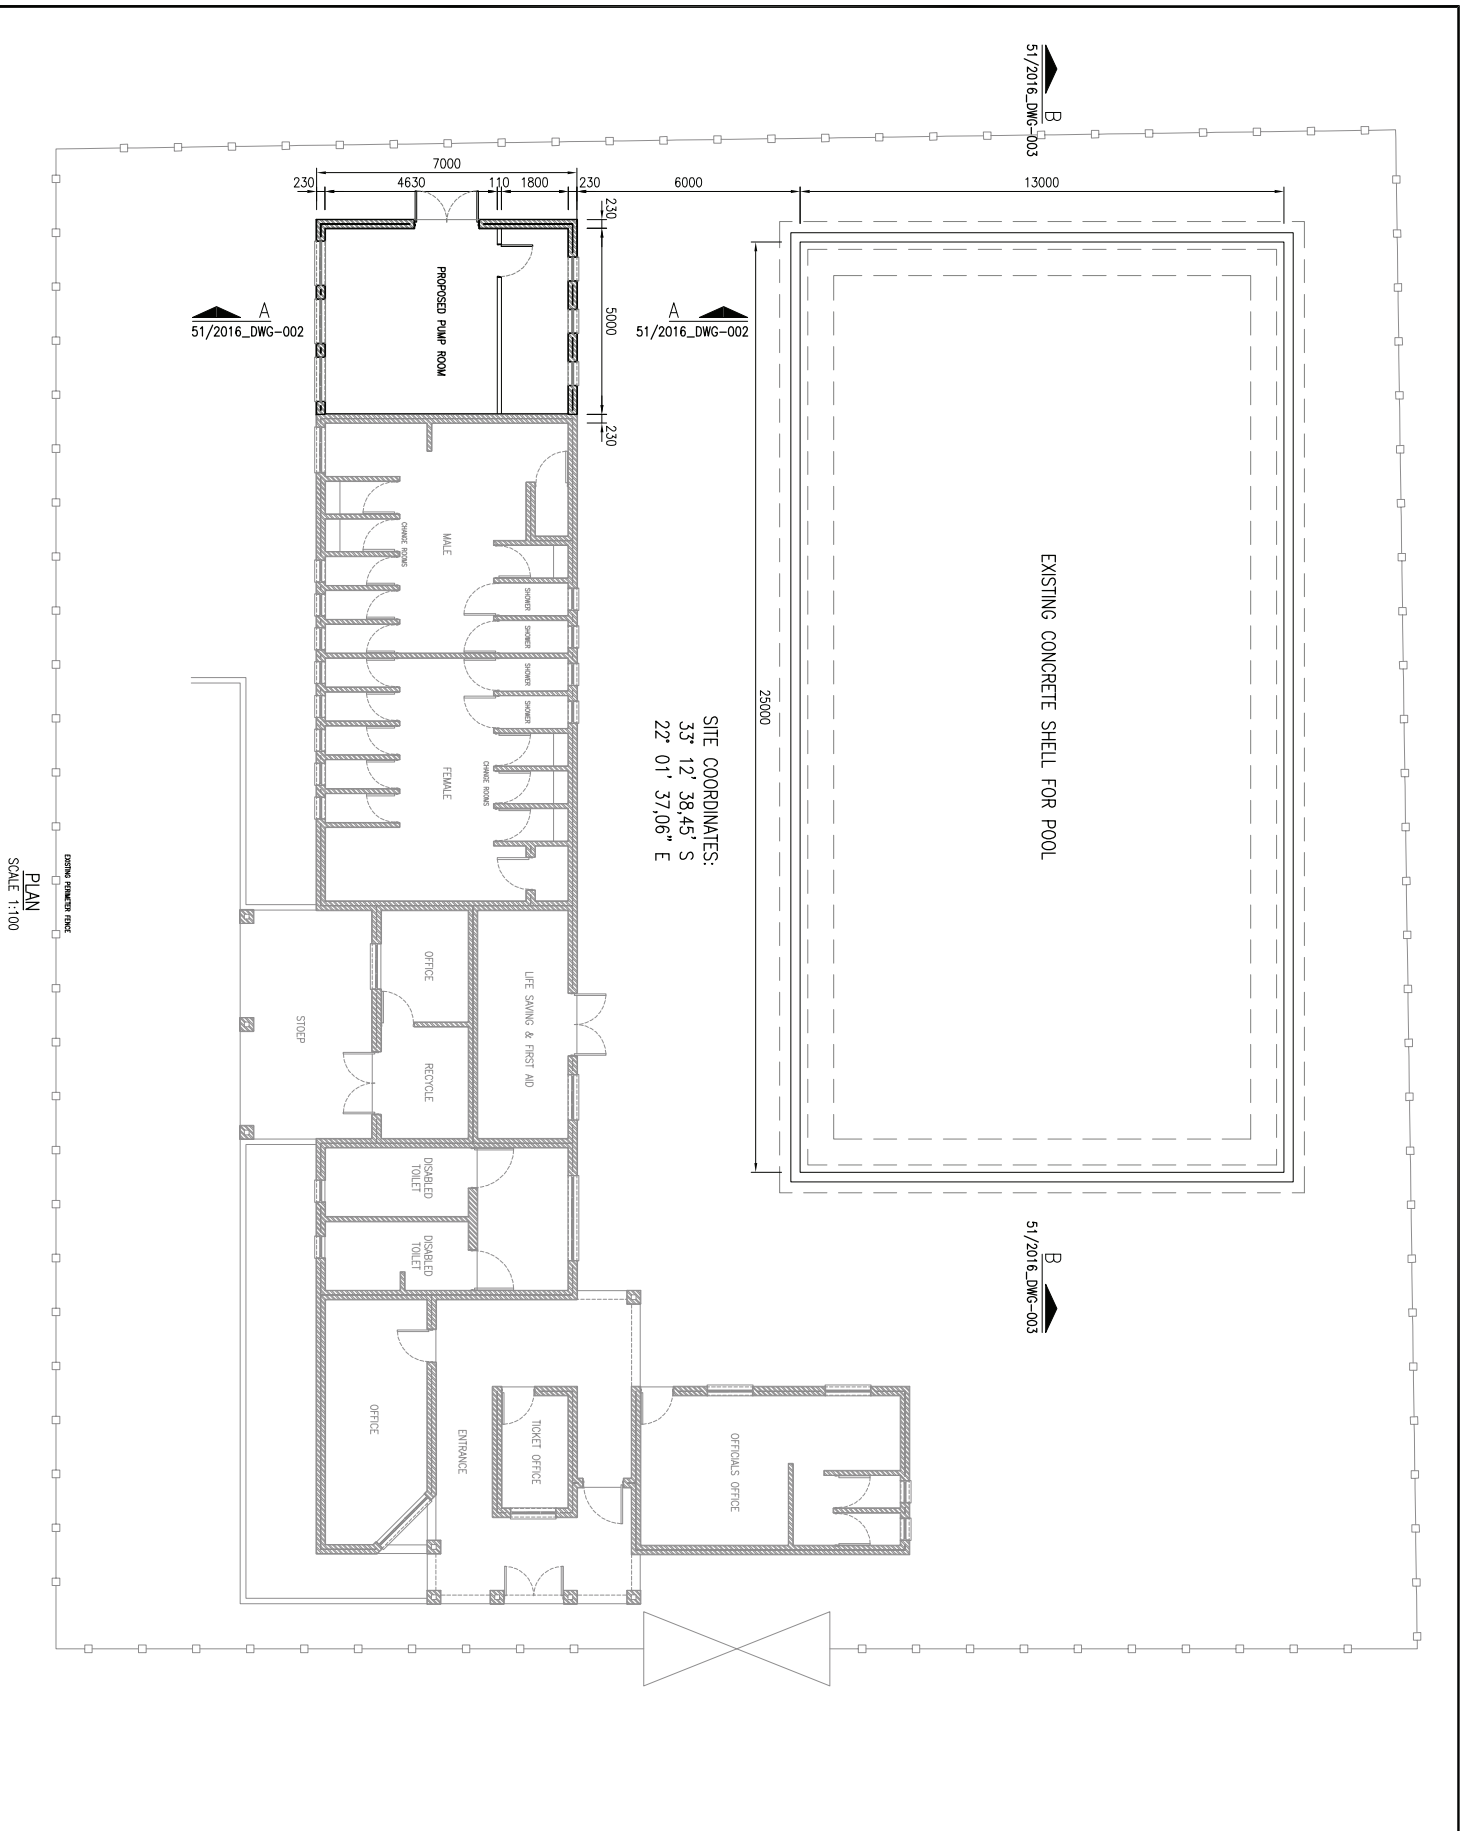 B
51/2016_DWG-003
7000
230
4630
110
1800
230
6000
13000
230
5000
230
PROPOSED PUMP ROOM
A
51/2016_DWG-002
A
51/2016_DWG-002
EXISTING CONCRETE SHELL FOR POOL
25000
SITE COORDINATES:
33° 12' 38,45' S
22° 01' 37,06" E
MALE
CHANGE ROOMS
SHOWER
SHOWER
SHOWER
SHOWER
FEMALE
CHANGE ROOMS
OFFICE
LIFE SAVING & FIRST AID
STOEP
RECYCLE
DISABLED
TOILET
DISABLED
TOILET
B
51/2016_DWG-003
OFFICE
ENTRANCE
TICKET OFFICE
OFFICIALS OFFICE
EXISTING PERIMETER FENCE
PLAN
SCALE 1:100